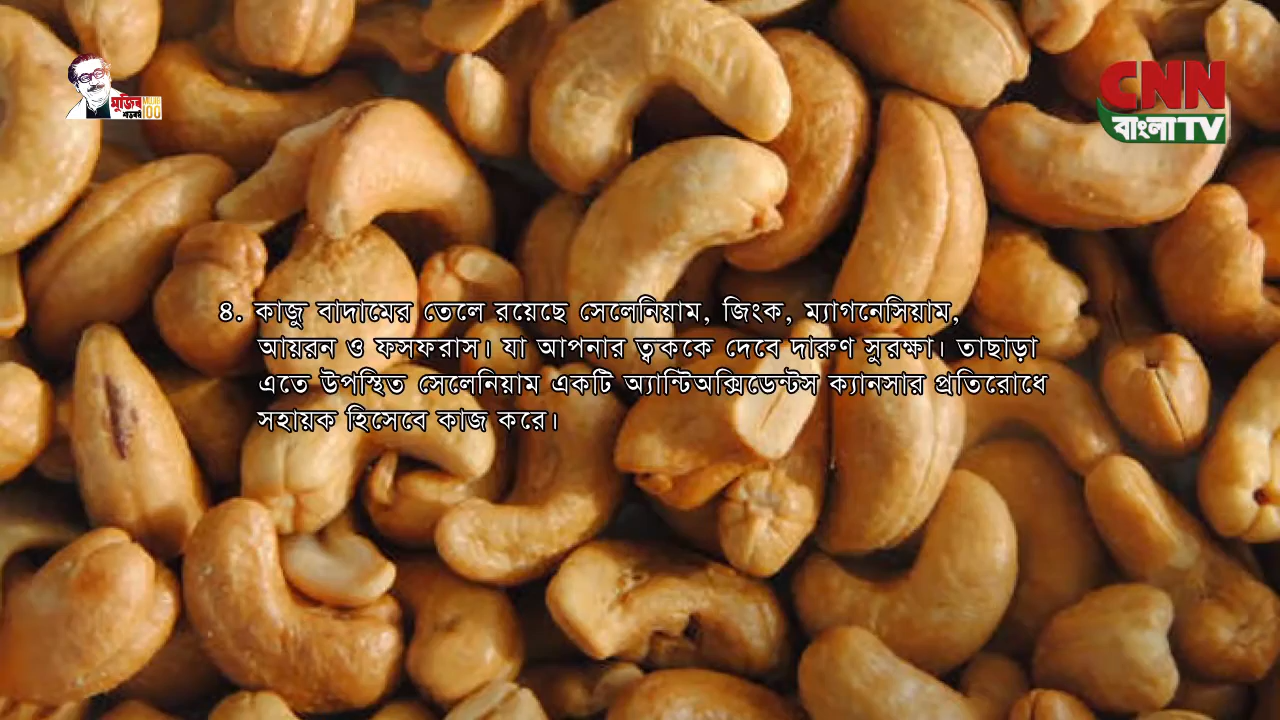 মুজিব
শতবর্ষ
100
CNN
বাংলা TV
৪. কাজু বাদামের তেলে রয়েছে সেলেনিয়াম, জিংক, ম্যাগনেসিয়াম,
আয়রন ও ফসফরাস। যা আপনার ত্বককে দেবে দারুণ সুরক্ষা। তাছাড়া
এতে উপস্থিত সেলেনিয়াম একটি অ্যান্টিঅক্সিডেন্টস ক্যানসার প্রতিরোধে
সহায়ক হিসেবে কাজ করে।